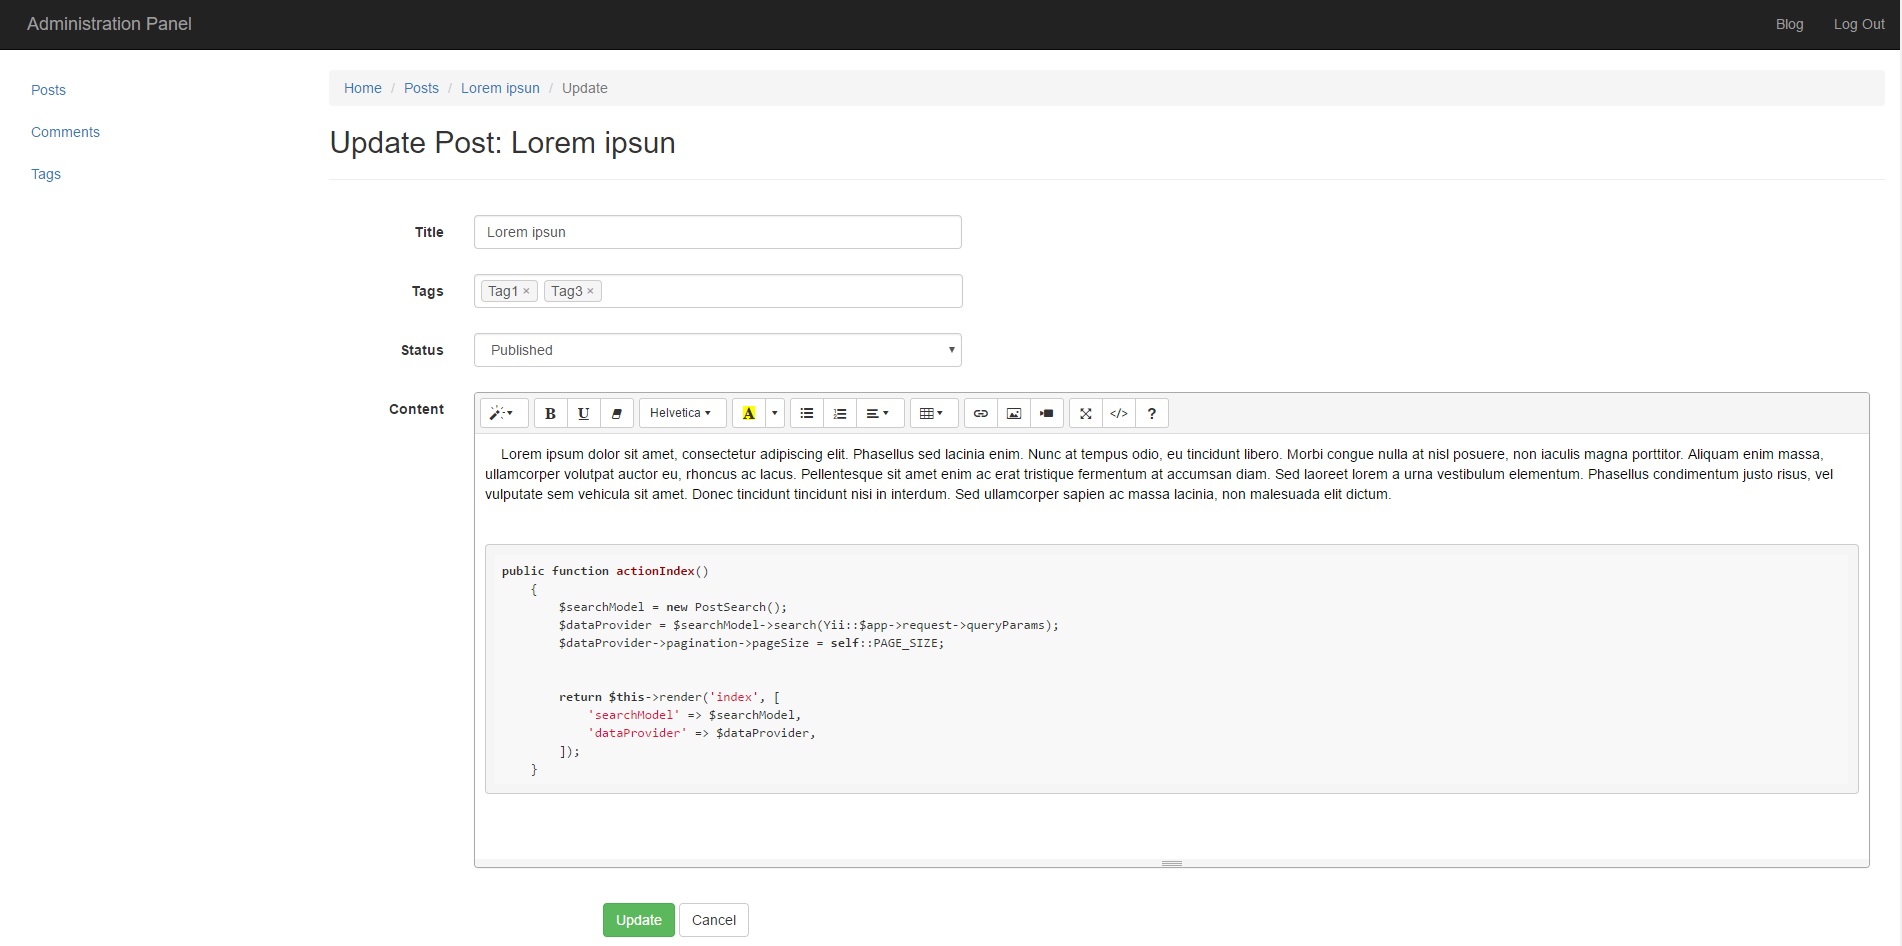 Administration Panel
Blog
Log Out
Posts
Comments
Tags
Home / Posts / Lorem ipsun / Update
Update Post: Lorem ipsun
Title
Lorem ipsun
Tags
Tag1 × Tag3 ×
Status
Published
Content
B U Helvetica A </> ?
Lorem ipsum dolor sit amet, consectetur adipiscing elit. Phasellus sed lacinia enim. Nunc at tempus odio, eu tincidunt libero. Morbi congue nulla at nisl posuere, non iaculis magna porttitor. Aliquam enim massa,
ullamcorper volutpat auctor eu, rhoncus ac lacus. Pellentesque sit amet enim ac erat tristique fermentum at accumsan diam. Sed laoreet lorem a urna vestibulum elementum. Phasellus condimentum justo risus, vel
vulputate sem vehicula sit amet. Donec tincidunt tincidunt nisi in interdum. Sed ullamcorper sapien ac massa lacinia, non malesuada elit dictum.
public function actionIndex()
    {
        $searchModel = new PostSearch();
        $dataProvider = $searchModel->search(Yii::$app->request->queryParams);
        $dataProvider->pagination->pageSize = self::PAGE_SIZE;
        return $this->render('index', [
            'searchModel' => $searchModel,
            'dataProvider' => $dataProvider,
        ]);
    }
Update
Cancel